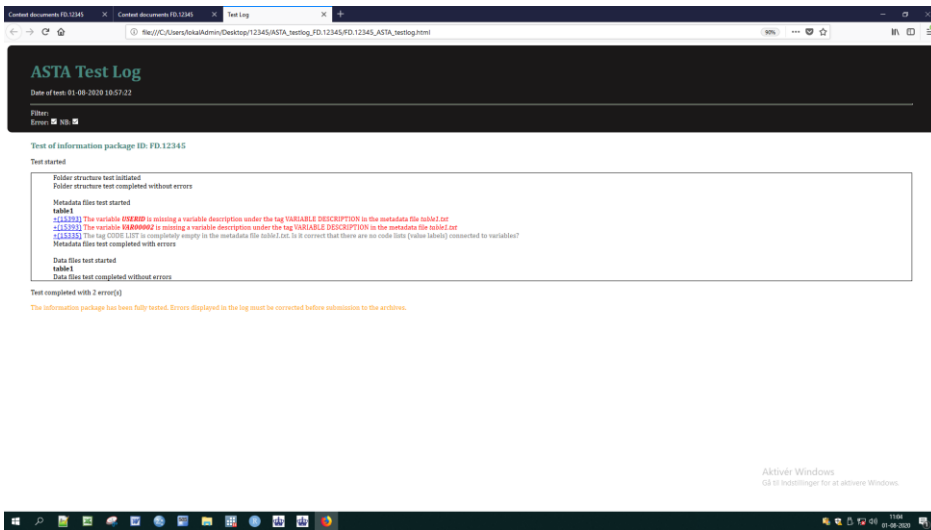 Context documents FD.12345
Context documents FD.12345
Test Log
file:///C:/Users/lokalAdmin/Desktop/12345/ASTA_testlog_FD.12345/FD.12345_ASTA_testlog.html
90%
ASTA Test Log
Date of test: 01-08-2020 10:57:22
Filter:
Error: NB:
Test of information package ID: FD.12345
Test started
Folder structure test initiated
Folder structure test completed without errors
Metadata files test started
table1
+(15393) The variable USERID is missing a variable description under the tag VARIABLE DESCRIPTION in the metadata file table1.txt
+(15393) The variable VAR00002 is missing a variable description under the tag VARIABLE DESCRIPTION in the metadata file table1.txt
+(15335) The tag CODE LIST is completely empty in the metadata file table1.txt. Is it correct that there are no code lists (value labels) connected to variables?
Metadata files test completed with errors
Data files test started
table1
Data files test completed without errors
Test completed with 2 error(s)
The information package has been fully tested. Errors displayed in the log must be corrected before submission to the archives.
Aktivér Windows
Gå til Indstillinger for at aktivere Windows.
11:04
01-08-2020